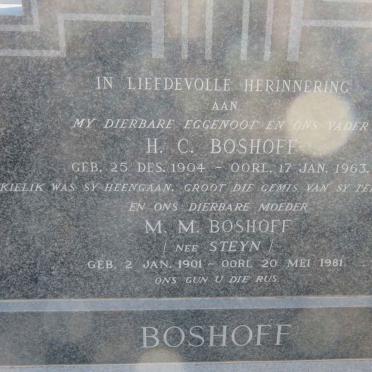 IN LIEFDEVOLLE HERINNERING
AAN
MY DIERBARE EGGENOOT EN ONS VADER
H. C. BOSHOFF
GEB. 25 DES. 1904 – OORL. 17 JAN. 1963.
KIELIK WAS SY HEENGAAN, GROOT DIE GEMIS VAN SY
EN ONS DIERBARE MOEDER
M. M. BOSHOFF
( NEE STEYN )
GEB. 2 JAN. 1901 – OORL 20 MEI 1981.
ONS GUN U DIE RUS.
BOSHOFF